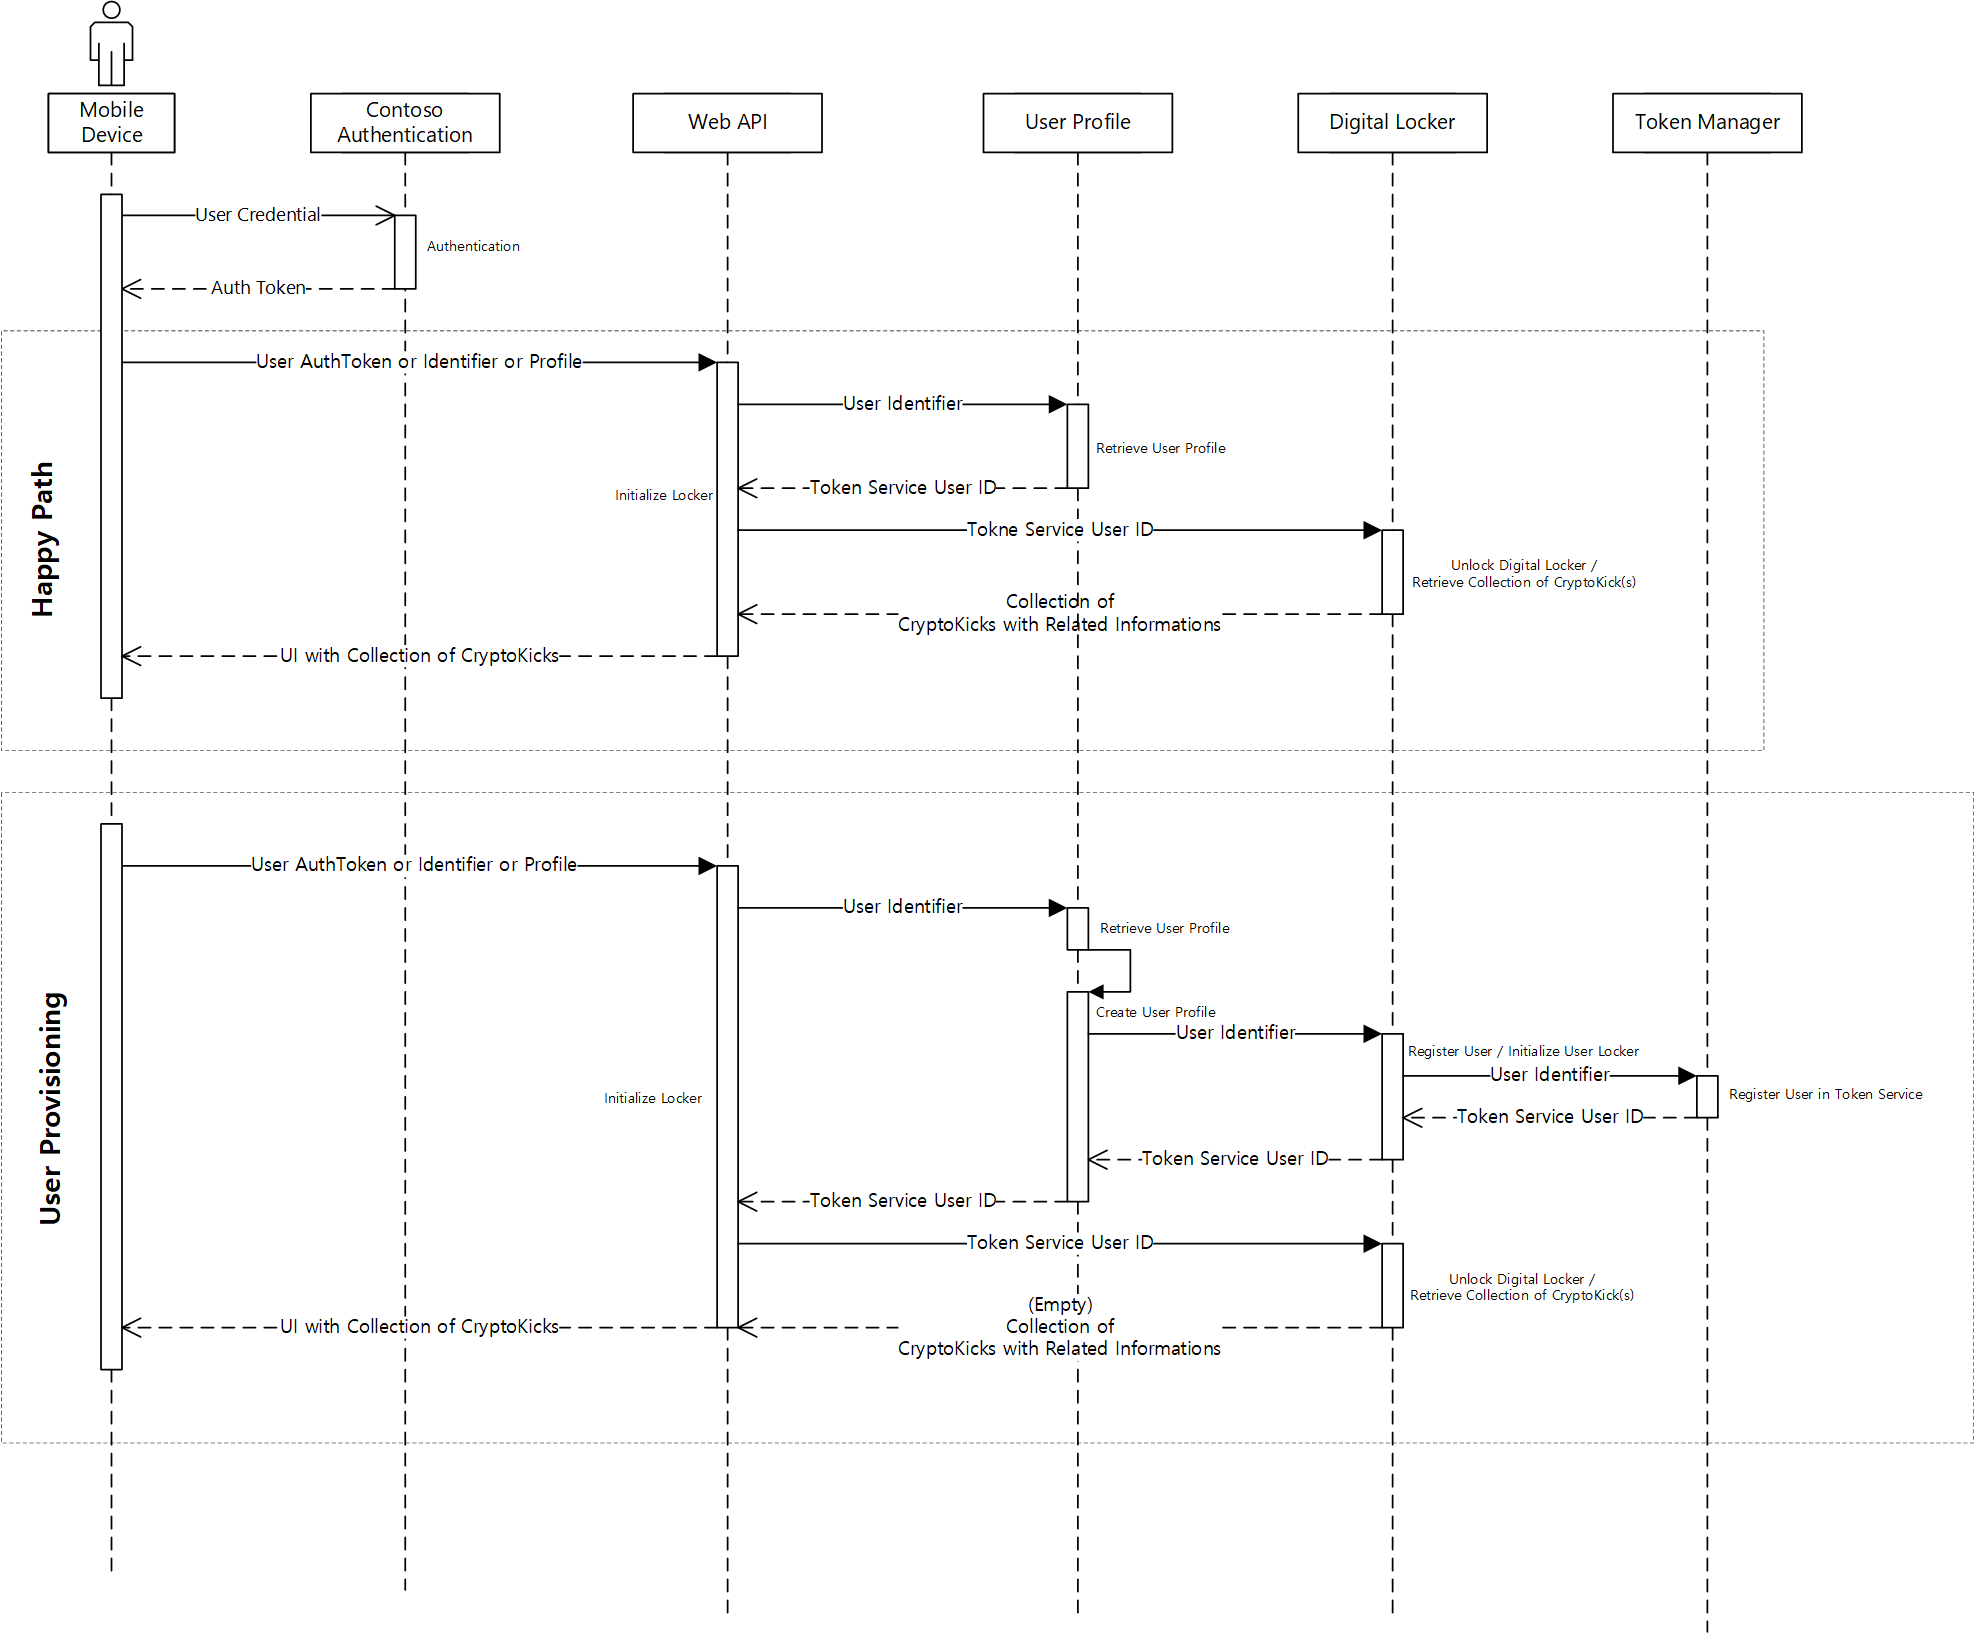 Mobile
Device
Contoso
Authentication
Web API
User Profile
Digital Locker
Token Manager
User Credential
Authentication
Auth Token
Happy Path
User AuthToken or Identifier or Profile
User Identifier
Retrieve User Profile
Token Service User ID
Initialize Locker
Tokne Service User ID
Unlock Digital Locker /
Retrieve Collection of CryptoKick(s)
Collection of
CryptoKicks with Related Informations
UI with Collection of CryptoKicks
User Provisioning
User AuthToken or Identifier or Profile
User Identifier
Retrieve User Profile
Create User Profile
User Identifier
Register User / Initialize User Locker
User Identifier
Register User in Token Service
Initialize Locker
Token Service User ID
Token Service User ID
Token Service User ID
Token Service User ID
Unlock Digital Locker /
Retrieve Collection of CryptoKick(s)
(Empty)
Collection of
CryptoKicks with Related Informations
UI with Collection of CryptoKicks